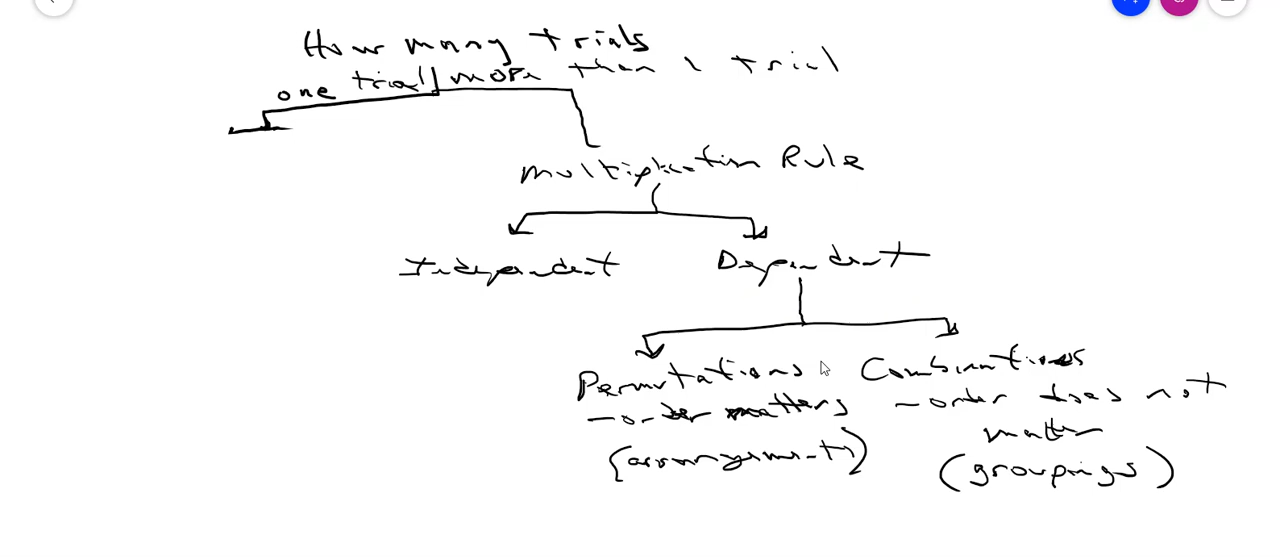 How many trials
one trial more than 1 trial
Multiplication Rule
Independent Dependent
Permutations Combinations
- order matters - order does not
matter
(arrangements) (groupings)